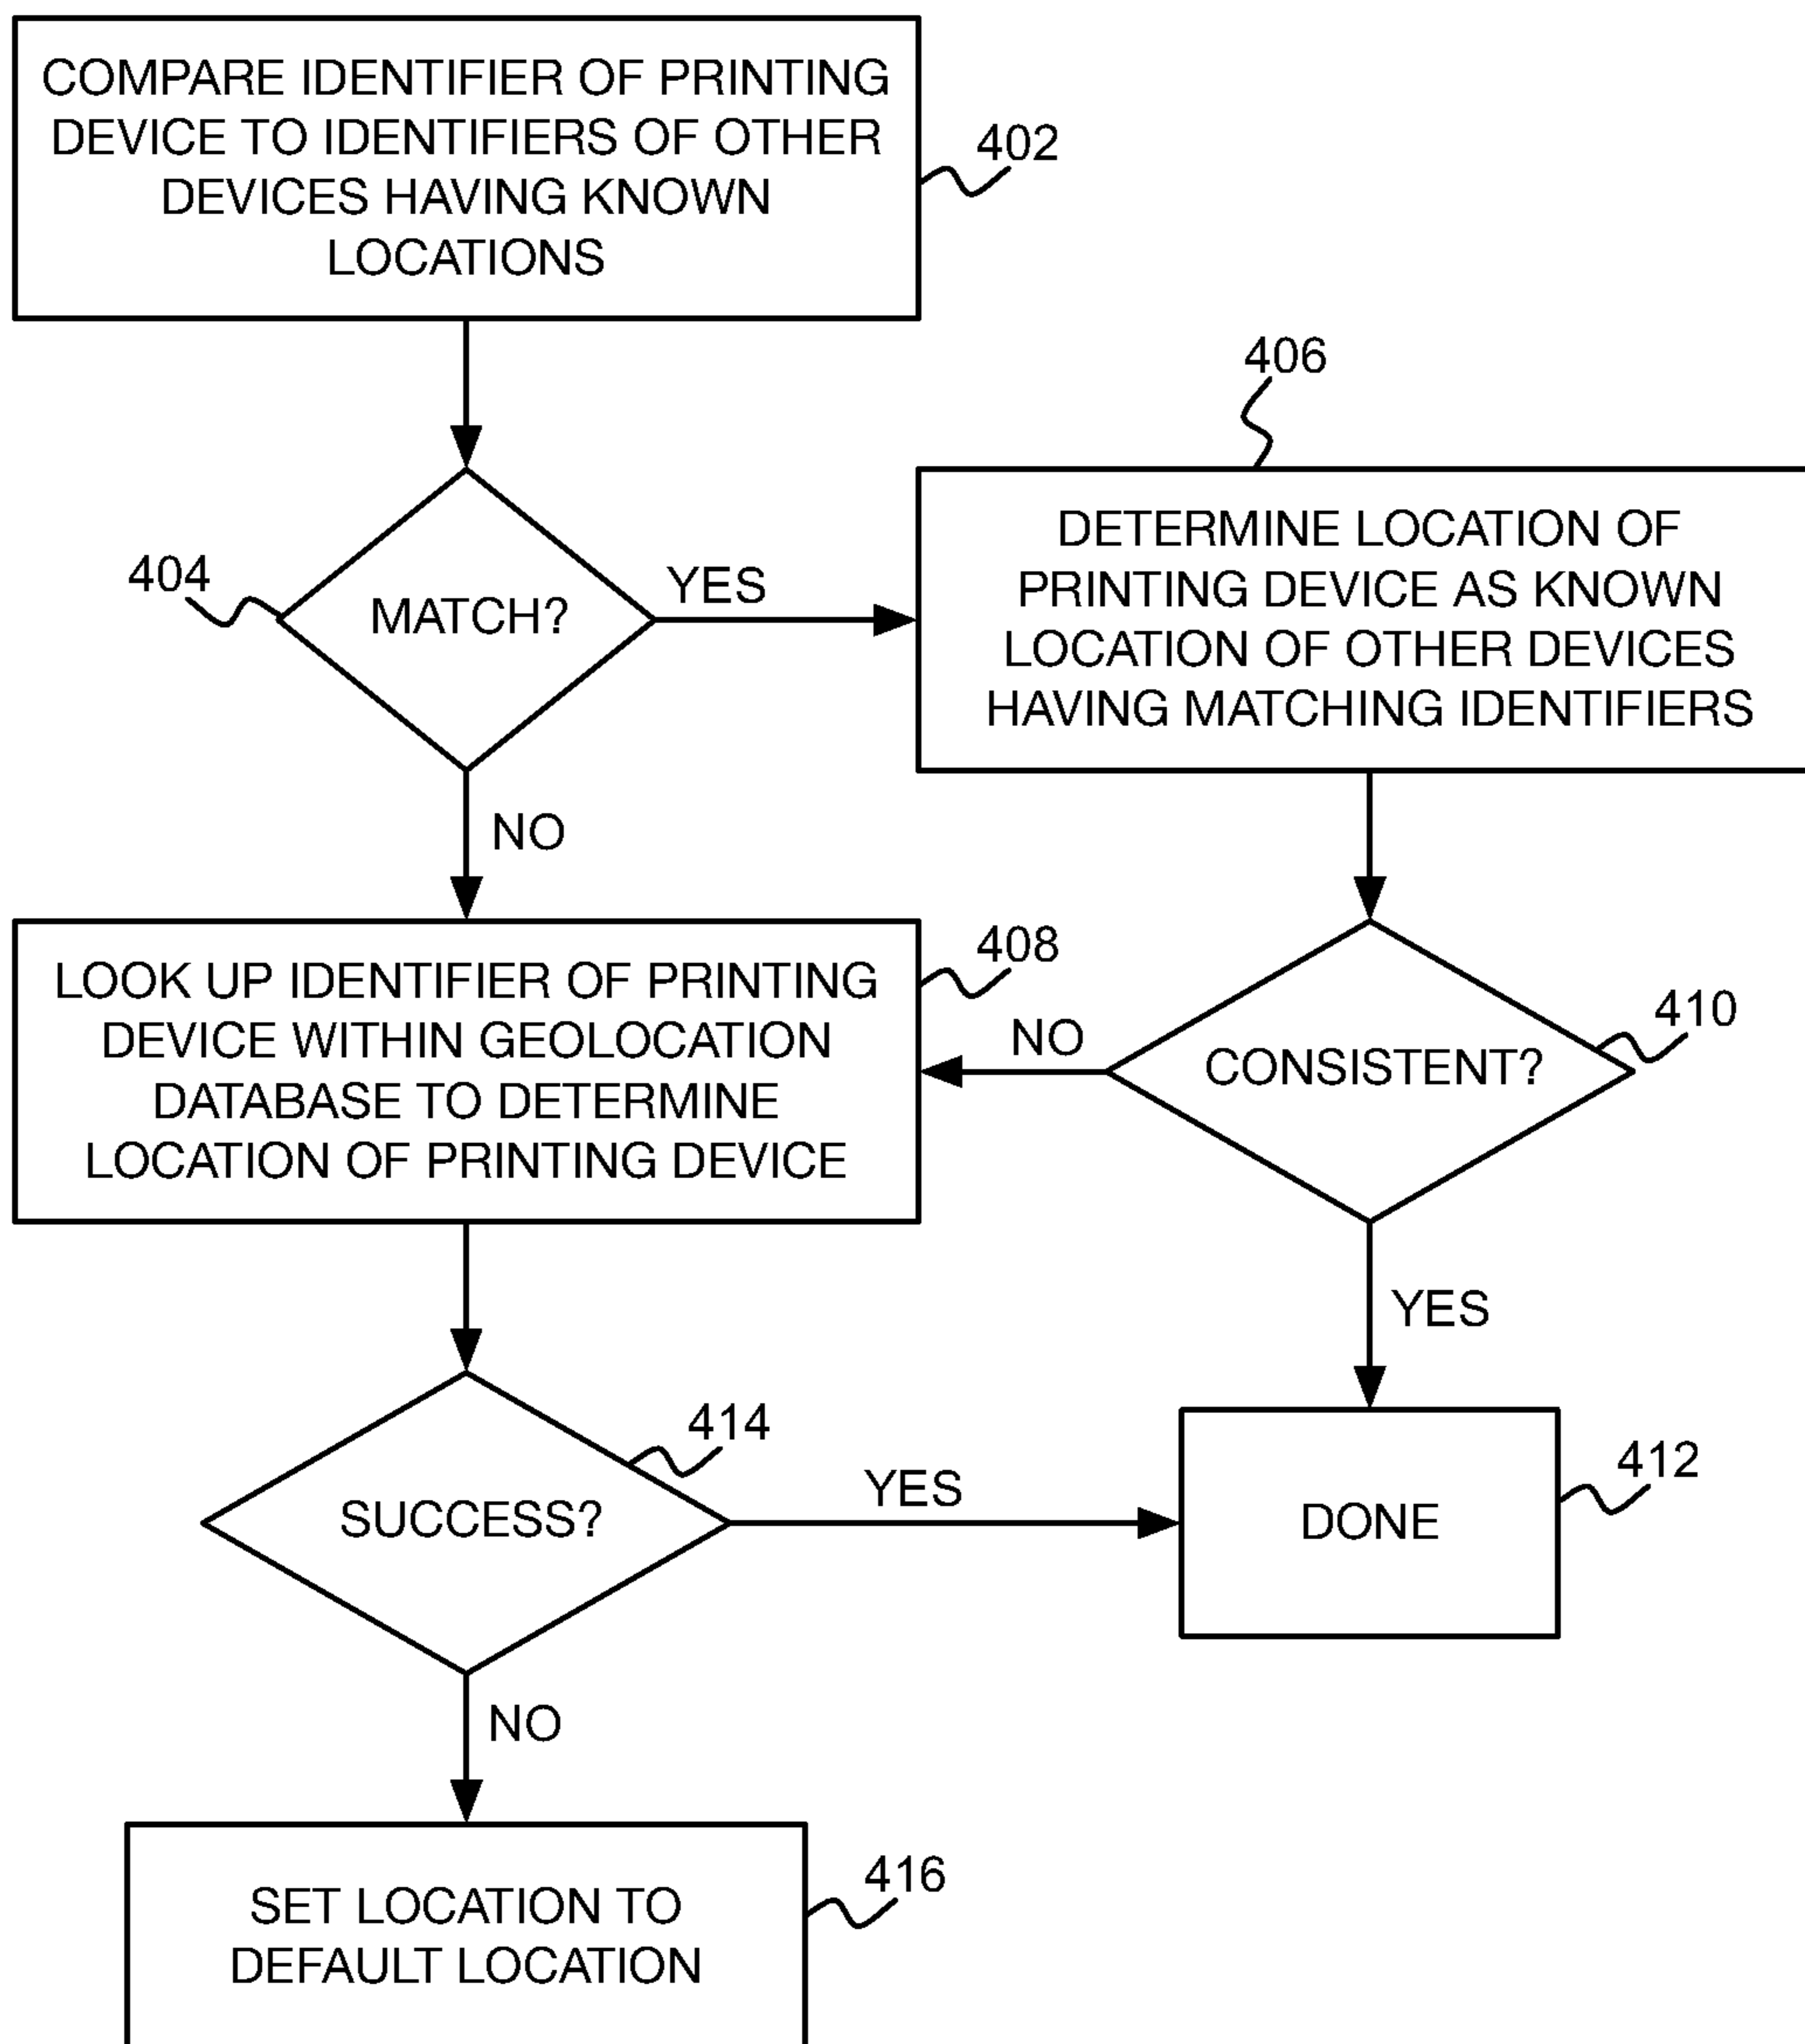 COMPARE IDENTIFIER OF PRINTING
DEVICE TO IDENTIFIERS OF OTHER
DEVICES HAVING KNOWN
LOCATIONS
402
406
404
MATCH?
YES
DETERMINE LOCATION OF
PRINTING DEVICE AS KNOWN
LOCATION OF OTHER DEVICES
HAVING MATCHING IDENTIFIERS
NO
LOOK UP IDENTIFIER OF PRINTING
DEVICE WITHIN GEOLOCATION
DATABASE TO DETERMINE
LOCATION OF PRINTING DEVICE
408
NO
CONSISTENT?
410
YES
SUCCESS?
414
YES
DONE
412
NO
SET LOCATION TO
DEFAULT LOCATION
416